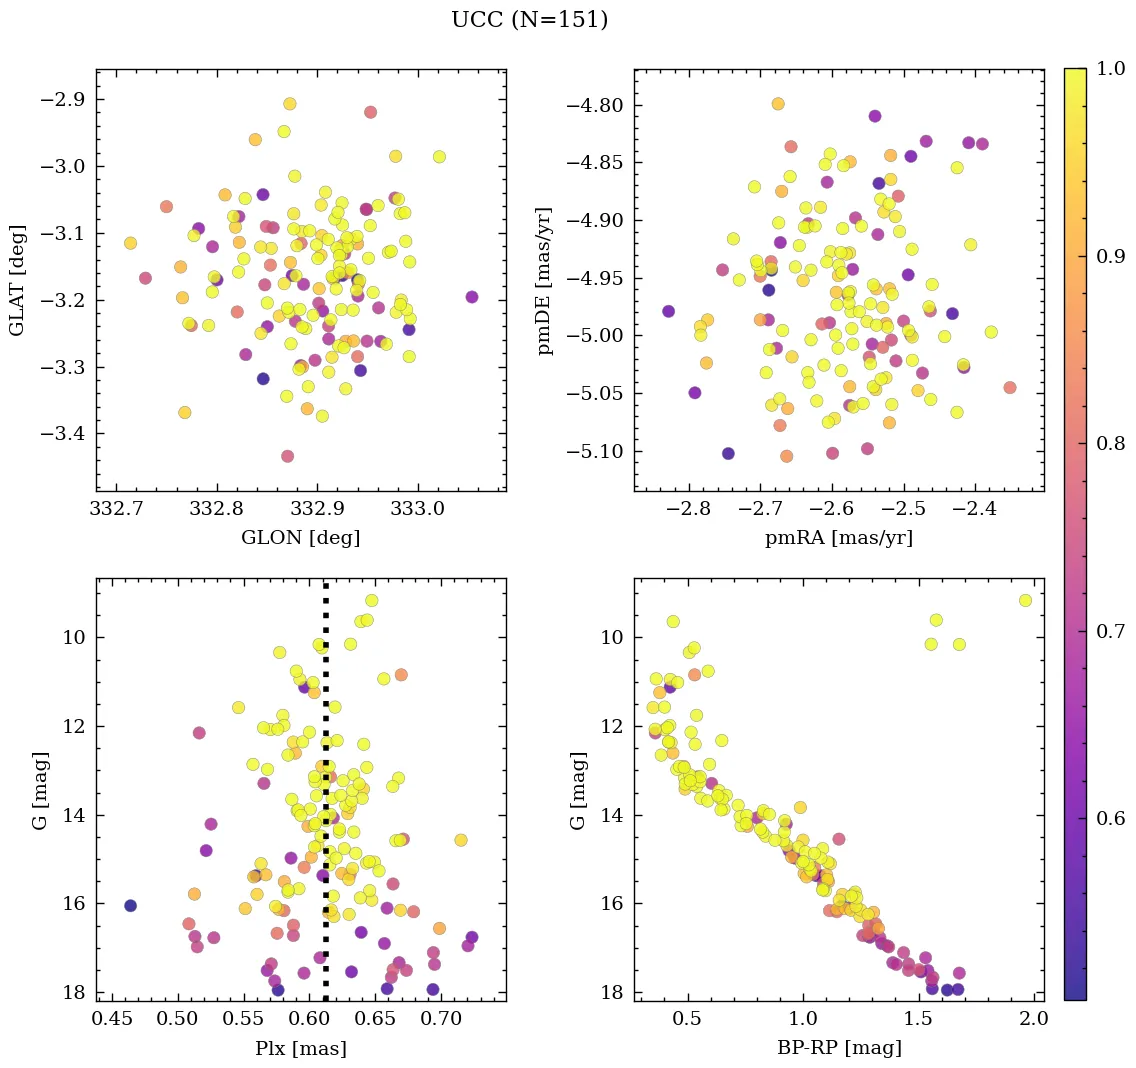 UCC (N=151)
−2.9
−3.0
−3.1
−3.2
−3.3
−3.4
GLAT [deg]
332.7 332.8 332.9 333.0
GLON [deg]
−4.80
−4.85
−4.90
−4.95
−5.00
−5.05
−5.10
pmDE [mas/yr]
−2.8 −2.7 −2.6 −2.5 −2.4
pmRA [mas/yr]
10
12
14
16
18
G [mag]
0.45 0.50 0.55 0.60 0.65 0.70
Plx [mas]
10
12
14
16
18
G [mag]
0.5 1.0 1.5 2.0
BP-RP [mag]
1.0
0.9
0.8
0.7
0.6